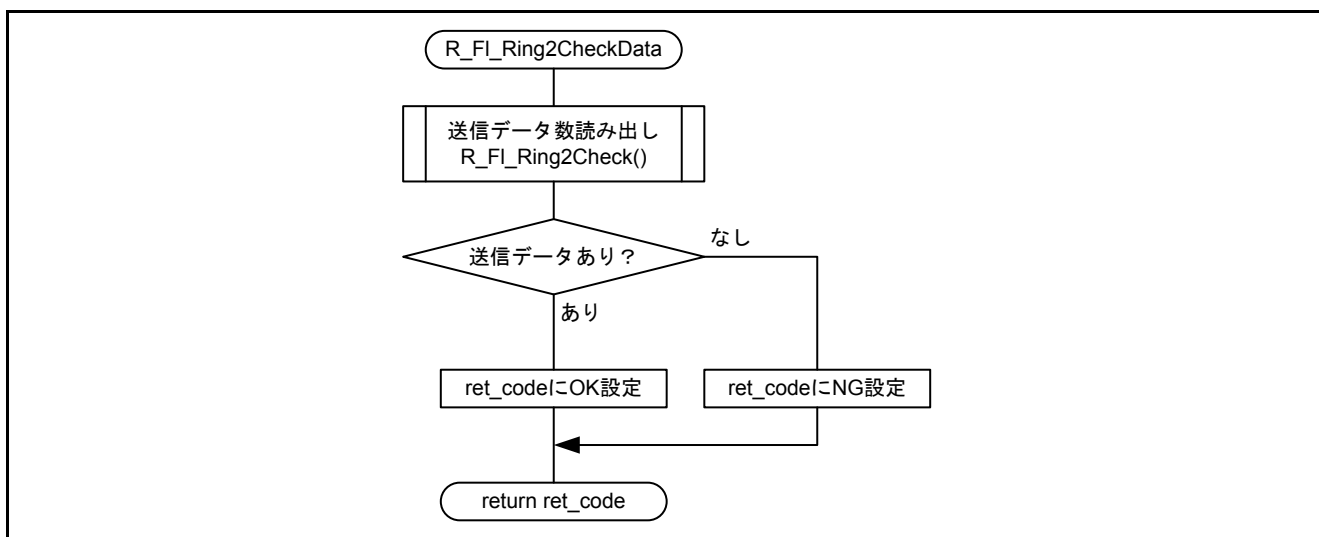 R_Fl_Ring2CheckData
送信データ数読み出し
R_Fl_Ring2Check()
送信データあり？
なし
あり
ret_codeにOK設定
ret_codeにNG設定
return ret_code